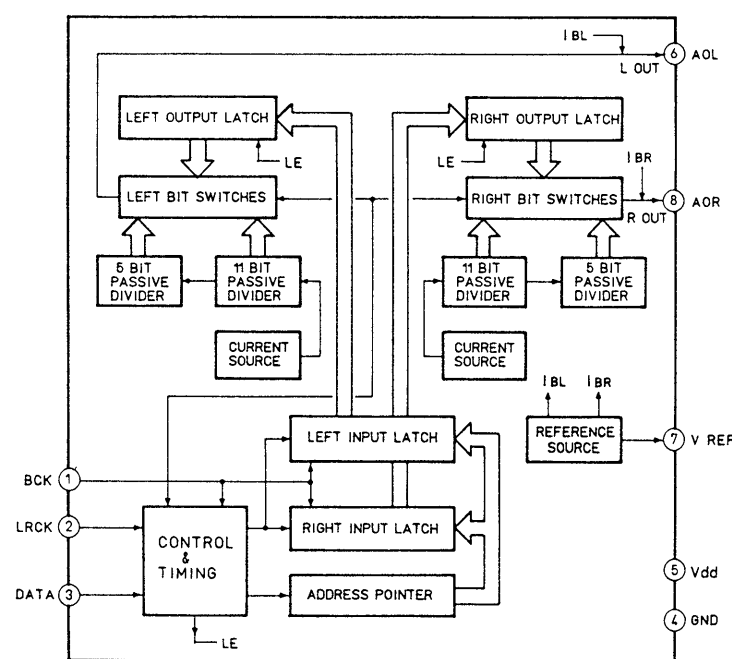 I BL
6 AOL
L OUT
LEFT OUTPUT LATCH
RIGHT OUTPUT LATCH
LE
LE
I BR
LEFT BIT SWITCHES
RIGHT BIT SWITCHES
8 AOR
R OUT
5 BIT
PASSIVE
DIVIDER
11 BIT
PASSIVE
DIVIDER
11 BIT
PASSIVE
DIVIDER
5 BIT
PASSIVE
DIVIDER
CURRENT
SOURCE
CURRENT
SOURCE
I BL
I BR
LEFT INPUT LATCH
REFERENCE
SOURCE
7 V REF
BCK 1
LRCK 2
RIGHT INPUT LATCH
CONTROL
&
TIMING
5 Vdd
DATA 3
ADDRESS POINTER
4 GND
LE